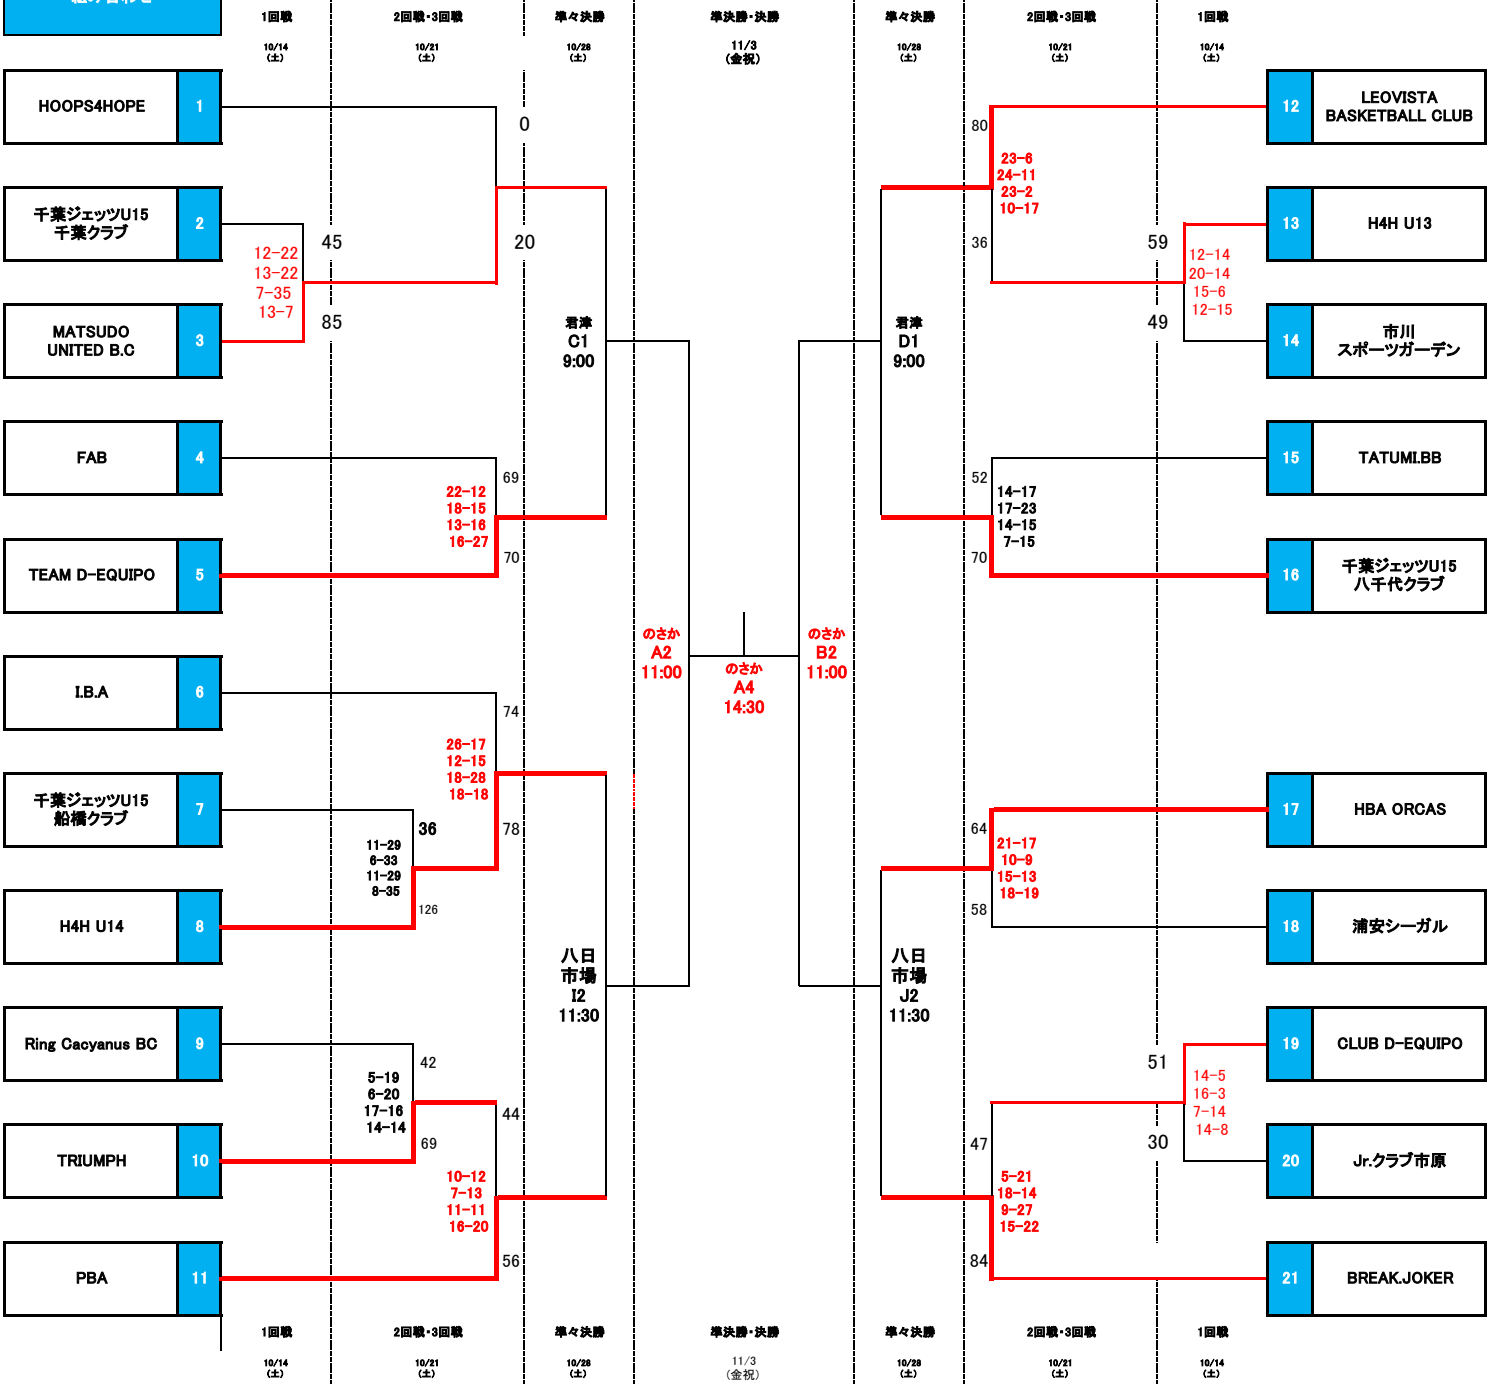 1回戦
2回戦・3回戦
準々決勝
準決勝・決勝
準々決勝
2回戦・3回戦
1回戦
10/14
(土)
10/21
(土)
10/28
(土)
11/3
(金祝)
10/28
(土)
10/21
(土)
10/14
(土)
HOOPS4HOPE
1
0
千葉ジェッツU15
千葉クラブ
2
45
20
12-22
13-22
7-35
13-7
MATSUDO
UNITED B.C
3
85
君津
C1
9:00
FAB
4
69
22-12
18-15
13-16
16-27
TEAM D-EQUIPO
5
70
I.B.A
6
74
26-17
12-15
18-28
18-18
千葉ジェッツU15
船橋クラブ
7
36
78
11-29
6-33
11-29
8-35
H4H U14
8
126
八日
市場
I2
11:30
Ring Cacyanus BC
9
42
5-19
6-20
17-16
14-14
44
TRIUMPH
10
69
10-12
7-13
11-11
16-20
PBA
11
56
のさか
A2
11:00
のさか
A4
14:30
のさか
B2
11:00
80
12
LEOVISTA
BASKETBALL CLUB
23-6
24-11
23-2
10-17
36
59
13
H4H U13
12-14
20-14
15-6
12-15
君津
D1
9:00
49
14
市川
スポーツガーデン
52
15
TATUMI.BB
14-17
17-23
14-15
7-15
70
16
千葉ジェッツU15
八千代クラブ
64
17
HBA ORCAS
21-17
10-9
15-13
18-19
58
18
浦安シーガル
八日
市場
J2
11:30
51
19
CLUB D-EQUIPO
14-5
16-3
7-14
14-8
47
30
20
Jr.クラブ市原
5-21
18-14
9-27
15-22
84
21
BREAK.JOKER
1回戦
2回戦・3回戦
準々決勝
準決勝・決勝
準々決勝
2回戦・3回戦
1回戦
10/14
(土)
10/21
(土)
10/28
(土)
11/3
(金祝)
10/28
(土)
10/21
(土)
10/14
(土)